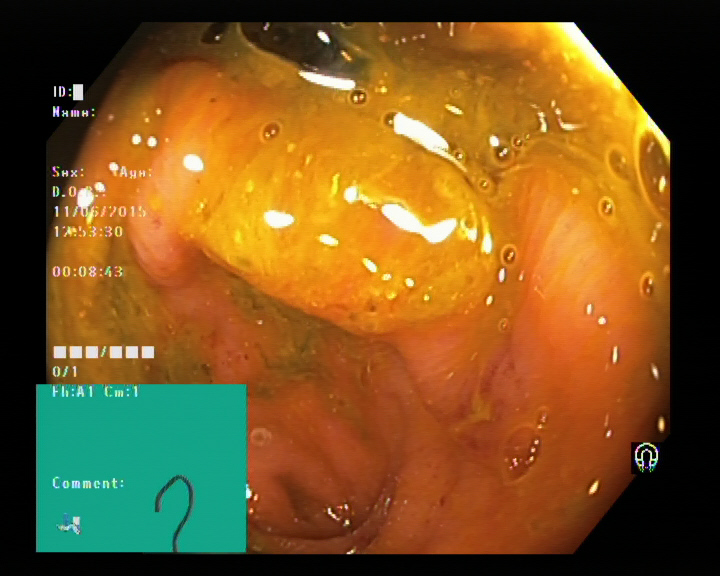 ID:
Name:
Sex: Age:
D.O.B.:
11/06/2015
12:53:30
00:08:43
/
0/1
Eh:A1 Cm:1
Comment: